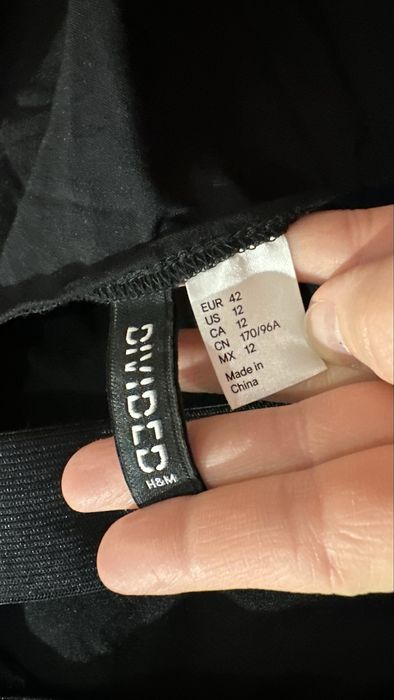 DIVIDED
H&M
EUR 42
US 12
CA 12
CN 170/96A
MX 12
Made in
China